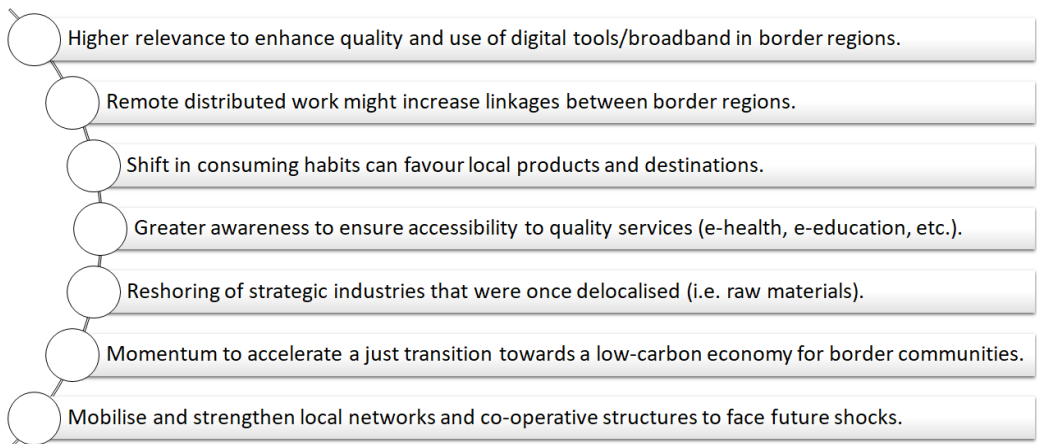 Higher relevance to enhance quality and use of digital tools/broadband in border regions.
Remote distributed work might increase linkages between border regions.
Shift in consuming habits can favour local products and destinations.
Greater awareness to ensure accessibility to quality services (e-health, e-education, etc.).
Reshoring of strategic industries that were once delocalised (i.e. raw materials).
Momentum to accelerate a just transition towards a low-carbon economy for border communities.
Mobilise and strengthen local networks and co-operative structures to face future shocks.